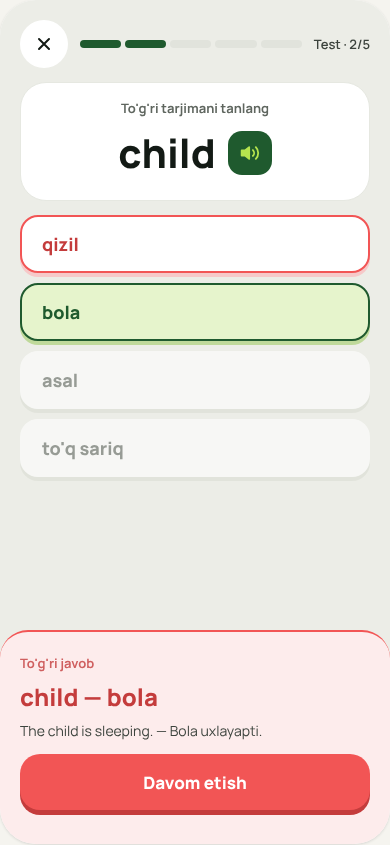 Test · 2/5
To'g'ri tarjimani tanlang
child
qizil
bola
asal
to'q sariq
To'g'ri javob
child — bola
The child is sleeping. — Bola uxlayapti.
Davom etish